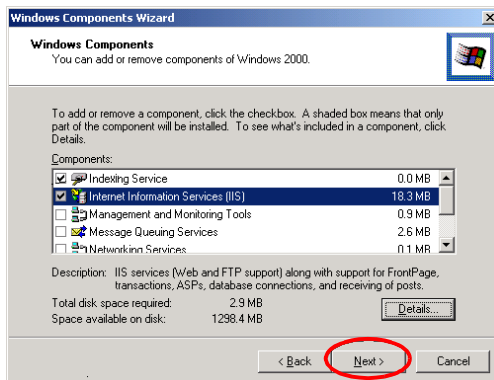 Windows Components Wizard
Windows Components
You can add or remove components of Windows 2000.
To add or remove a component, click the checkbox. A shaded box means that only
part of the component will be installed. To see what's included in a component, click
Details.
Components:
Indexing Service 0.0 MB
Internet Information Services (IIS) 18.3 MB
Management and Monitoring Tools 0.9 MB
Message Queuing Services 2.6 MB
Networking Services 0.1 MB
Description: IIS services (Web and FTP support) along with support for FrontPage,
transactions, ASPs, database connections, and receiving of posts.
Total disk space required: 2.9 MB
Space available on disk: 1298.4 MB
Details...
< Back Next > Cancel